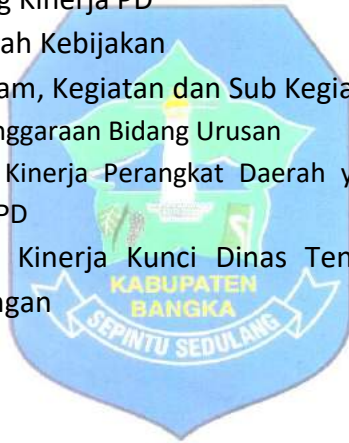 g Kinerja PD
ah Kebijakan
am, Kegiatan dan Sub Kegia
nggaraan Bidang Urusan
Kinerja Perangkat Daerah y
PD
Kinerja Kunci Dinas Ten
ngan
KABUPATEN
BANGKA
SEPINTU SEDULANG